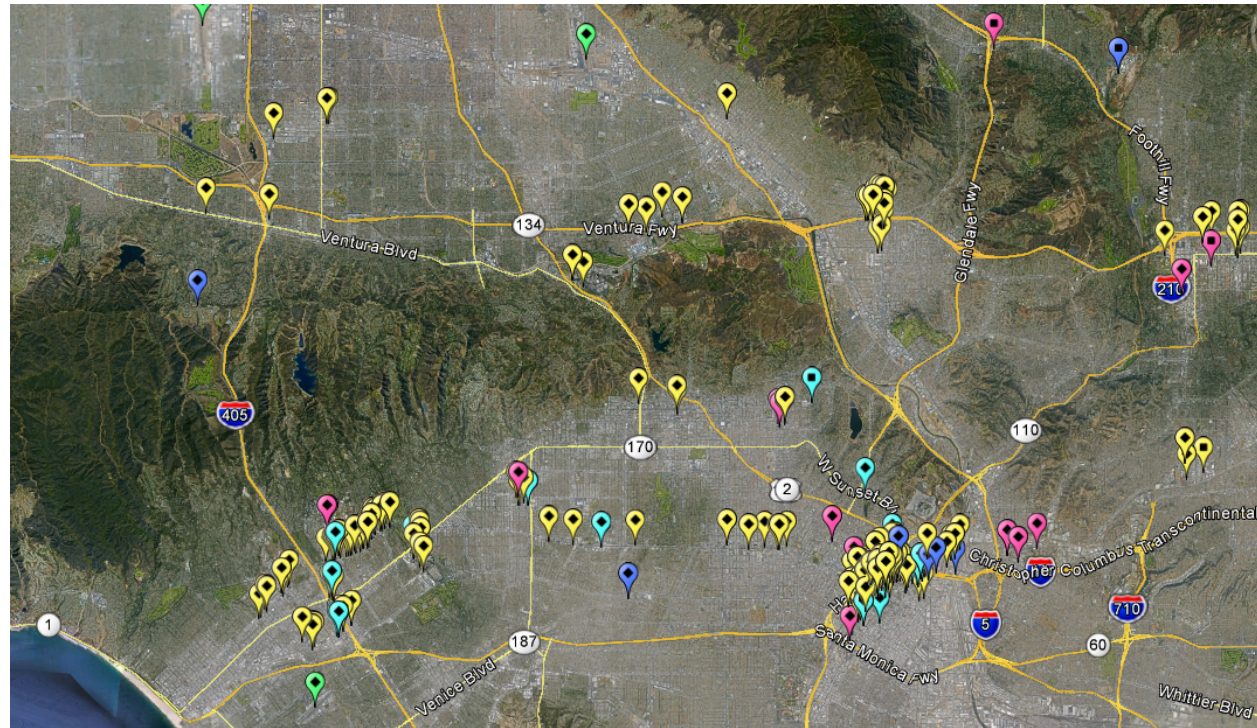 134
Ventura Fwy
Ventura Blvd
Glendale Fwy
Foothill Fwy
210
405
110
170
2
W Sunset Bl
Christopher Columbus Transcontinental
1
187
5
710
60
Santa Monica Fwy
Venice Blvd
Whittier Blvd